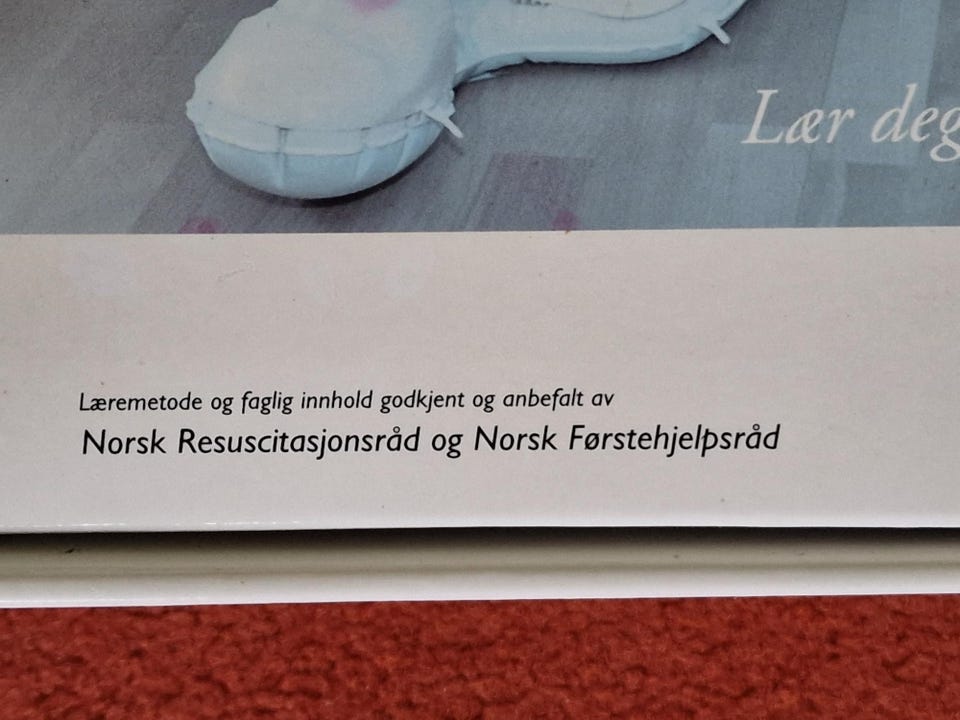 Lær deg
Læremetode og faglig innhold godkjent og anbefalt av
Norsk Resuscitasjonsråd og Norsk Førstehjelpsråd